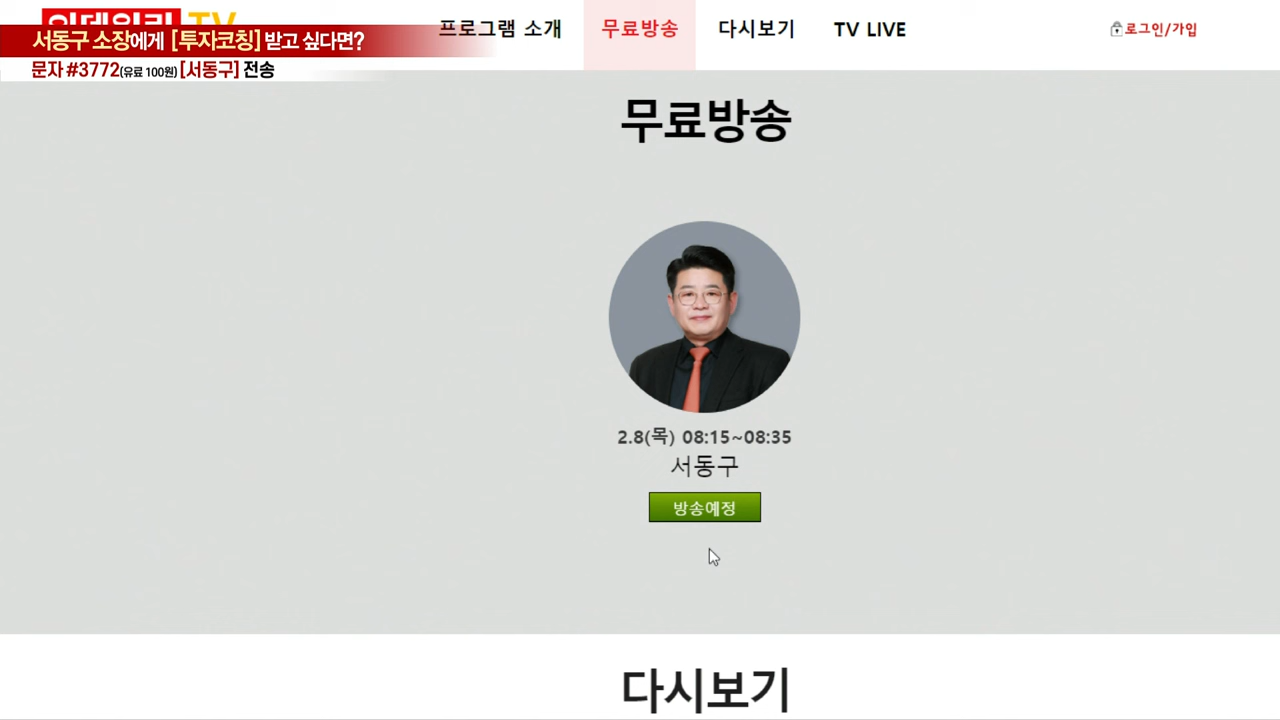 서동구 소장에게 [투자코칭] 받고 싶다면?
문자 #3772(유료 100원) [서동구] 전송
프로그램 소개 무료방송 다시보기 TV LIVE 로그인/가입
무료방송
2.8(목) 08:15~08:35
서동구
방송예정
다시보기